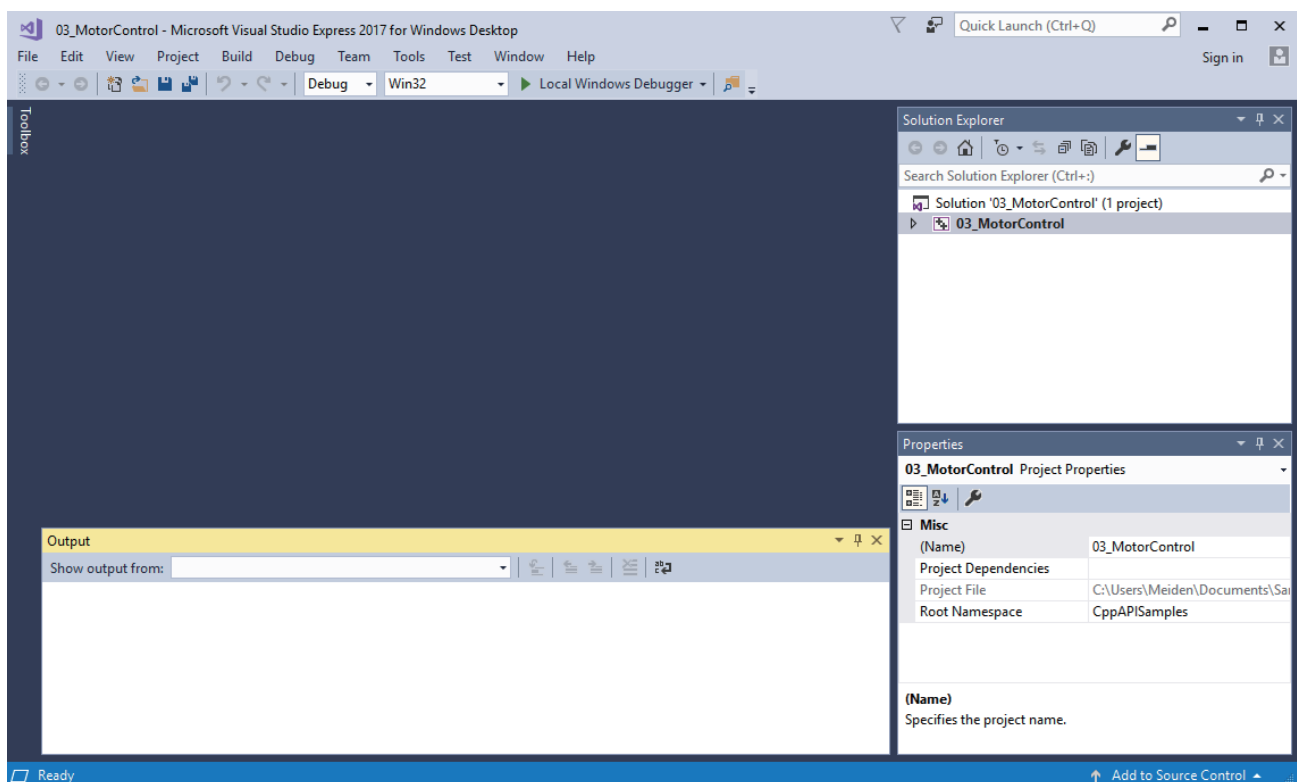 03_MotorControl - Microsoft Visual Studio Express 2017 for Windows Desktop
Quick Launch (Ctrl+Q)
File Edit View Project Build Debug Team Tools Test Window Help
Sign in
Debug Win32 Local Windows Debugger
Toolbox
Solution Explorer
Search Solution Explorer (Ctrl+:)
Solution '03_MotorControl' (1 project)
03_MotorControl
Properties
03_MotorControl Project Properties
Misc
(Name) 03_MotorControl
Project Dependencies
Project File C:\Users\Meiden\Documents\Sa
Root Namespace CppAPISamples
(Name)
Specifies the project name.
Output
Show output from:
Ready
Add to Source Control